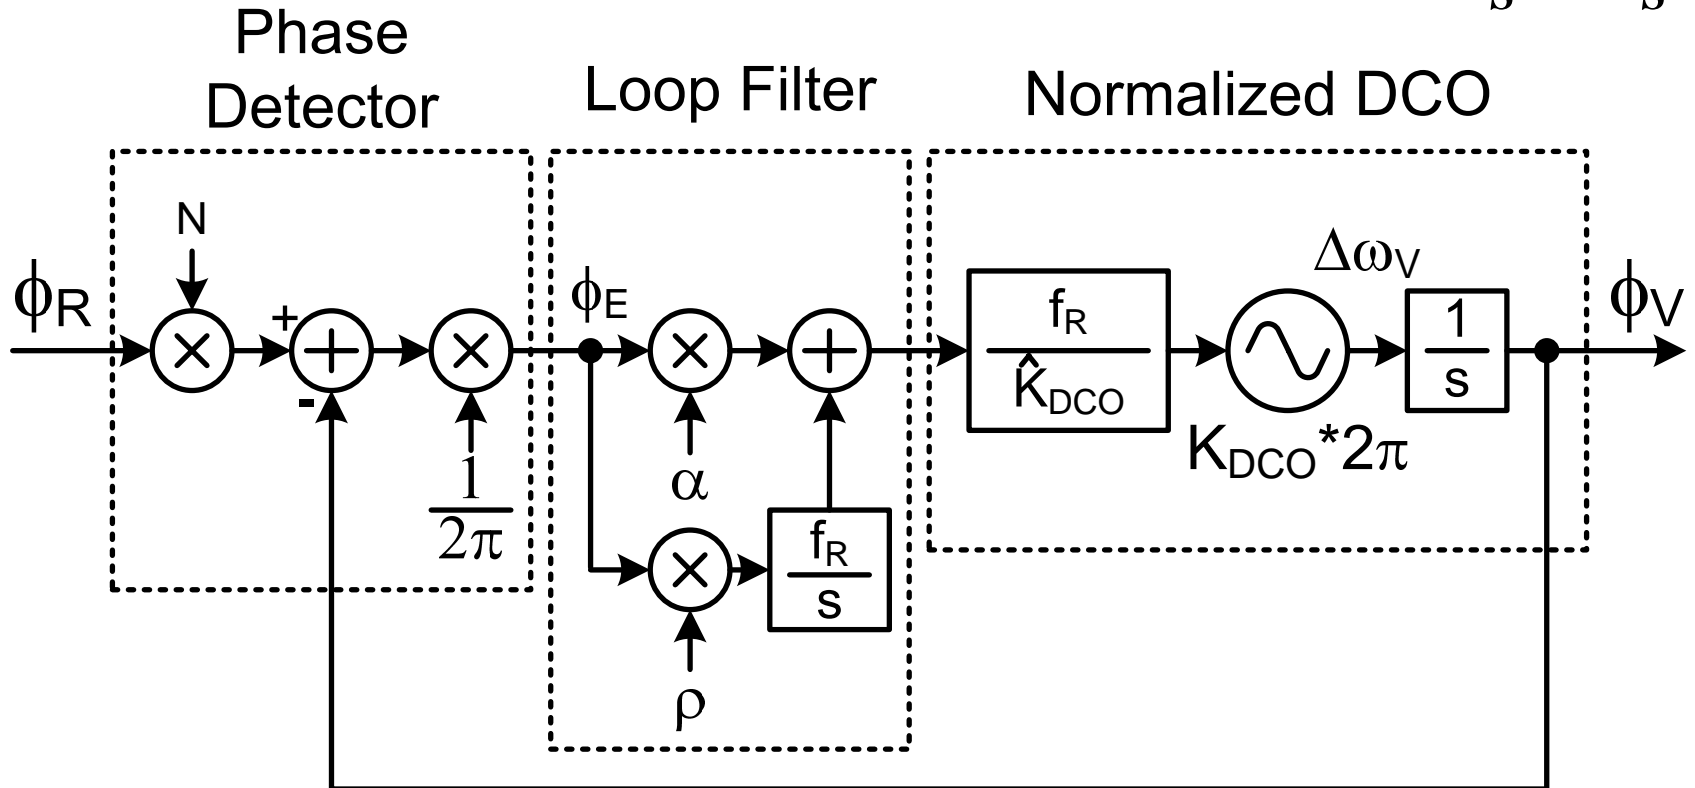 s s
Phase
Detector
Loop Filter
Normalized DCO
N
ϕR
+
-
1
2π
ϕE
α
ρ
fR
s
fR
K̂DCO
ΔωV
KDCO*2π
1
s
ϕV